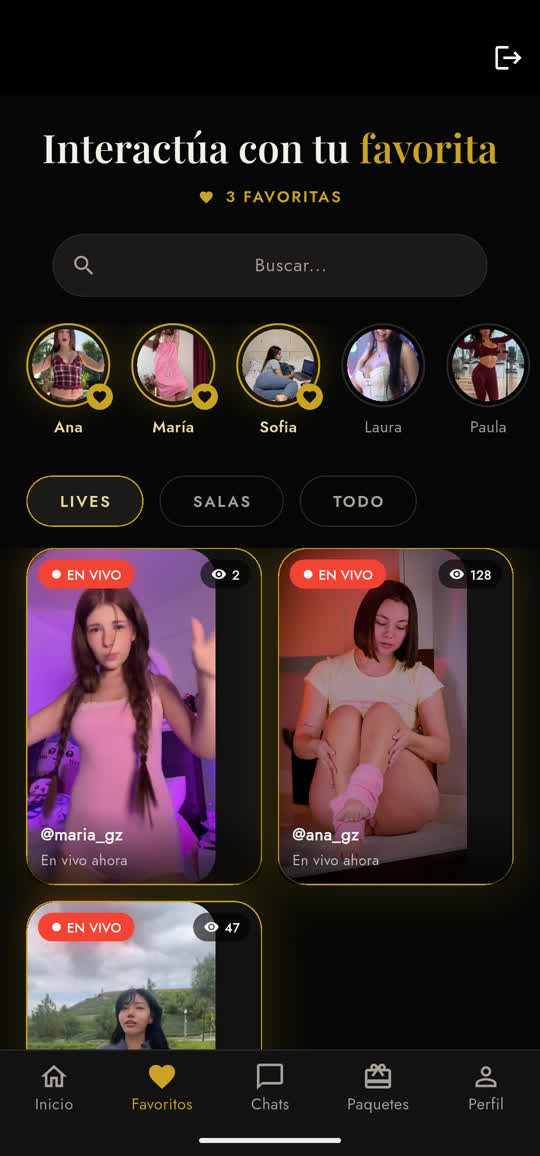 Interactúa con tu favorita
3 FAVORITAS
Buscar...
Ana
María
Sofia
Laura
Paula
LIVES
SALAS
TODO
EN VIVO
2
@maria_gz
En vivo ahora
EN VIVO
128
@ana_gz
En vivo ahora
EN VIVO
47
Inicio
Favoritos
Chats
Paquetes
Perfil